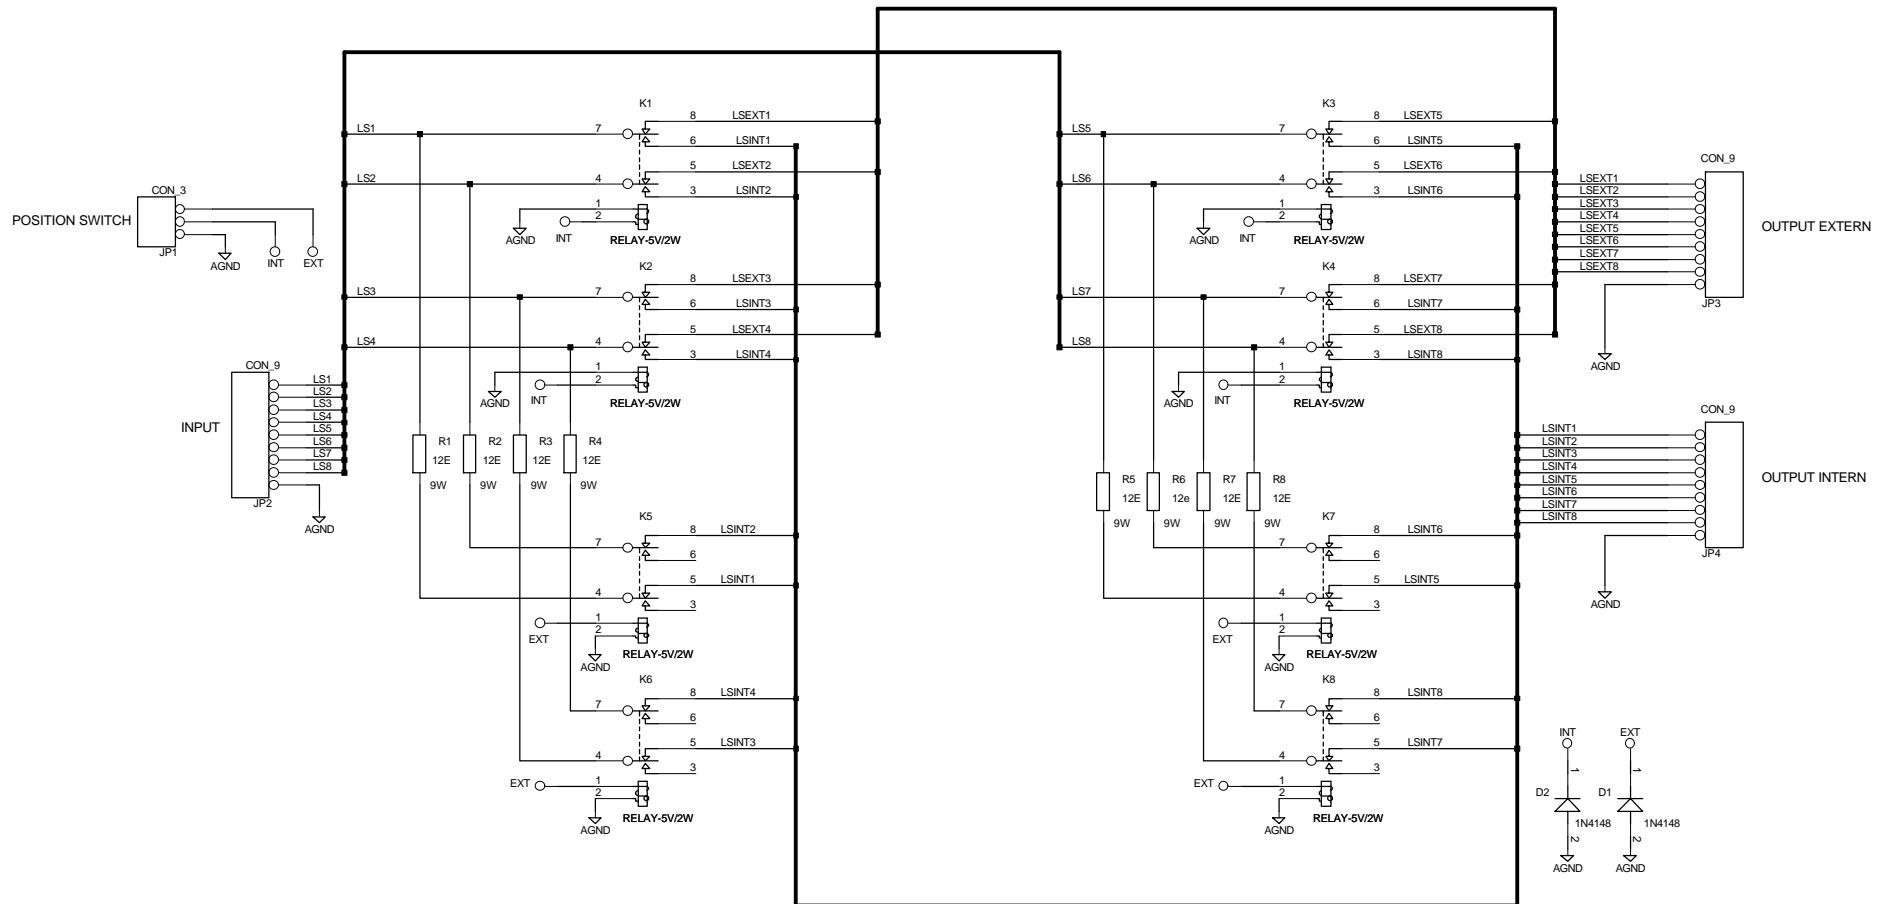 K1
8 LSEXT1
LS1 7
6 LSINT1
5 LSEXT2
LS2 4
3 LSINT2
1
2
AGND INT RELAY-5V/2W
K2
8 LSEXT3
LS3 7
6 LSINT3
5 LSEXT4
LS4 4
3 LSINT4
1
2
AGND INT RELAY-5V/2W
K3
8 LSEXT5
LS5 7
6 LSINT5
5 LSEXT6
LS6 4
3 LSINT6
1
2
AGND INT RELAY-5V/2W
K4
8 LSEXT7
LS7 7
6 LSINT7
5 LSEXT8
LS8 4
3 LSINT8
1
2
AGND INT RELAY-5V/2W
CON_3
POSITION SWITCH
JP1
AGND INT EXT
CON_9
INPUT
LS1
LS2
LS3
LS4
LS5
LS6
LS7
LS8
JP2
AGND
R1 R2 R3 R4
12E 12E 12E 12E
9W 9W 9W 9W
R5 R6 R7 R8
12E 12e 12E 12E
9W 9W 9W 9W
K5
8 LSINT2
7
6
5 LSINT1
4
3
1
2
EXT
AGND RELAY-5V/2W
K6
8 LSINT4
7
6
5 LSINT3
4
3
EXT 1
2
AGND RELAY-5V/2W
K7
8 LSINT6
7
6
5 LSINT5
4
3
1
2
EXT
AGND RELAY-5V/2W
K8
8 LSINT8
7
6
5 LSINT7
4
3
EXT 1
2
AGND RELAY-5V/2W
CON_9
LSEXT1
LSEXT2
LSEXT3
LSEXT4
LSEXT5
LSEXT6
LSEXT7
LSEXT8
OUTPUT EXTERN
JP3
AGND
CON_9
LSINT1
LSINT2
LSINT3
LSINT4
LSINT5
LSINT6
LSINT7
LSINT8
OUTPUT INTERN
JP4
AGND
INT EXT
1 1
D2 D1
1N4148 1N4148
2 2
AGND AGND